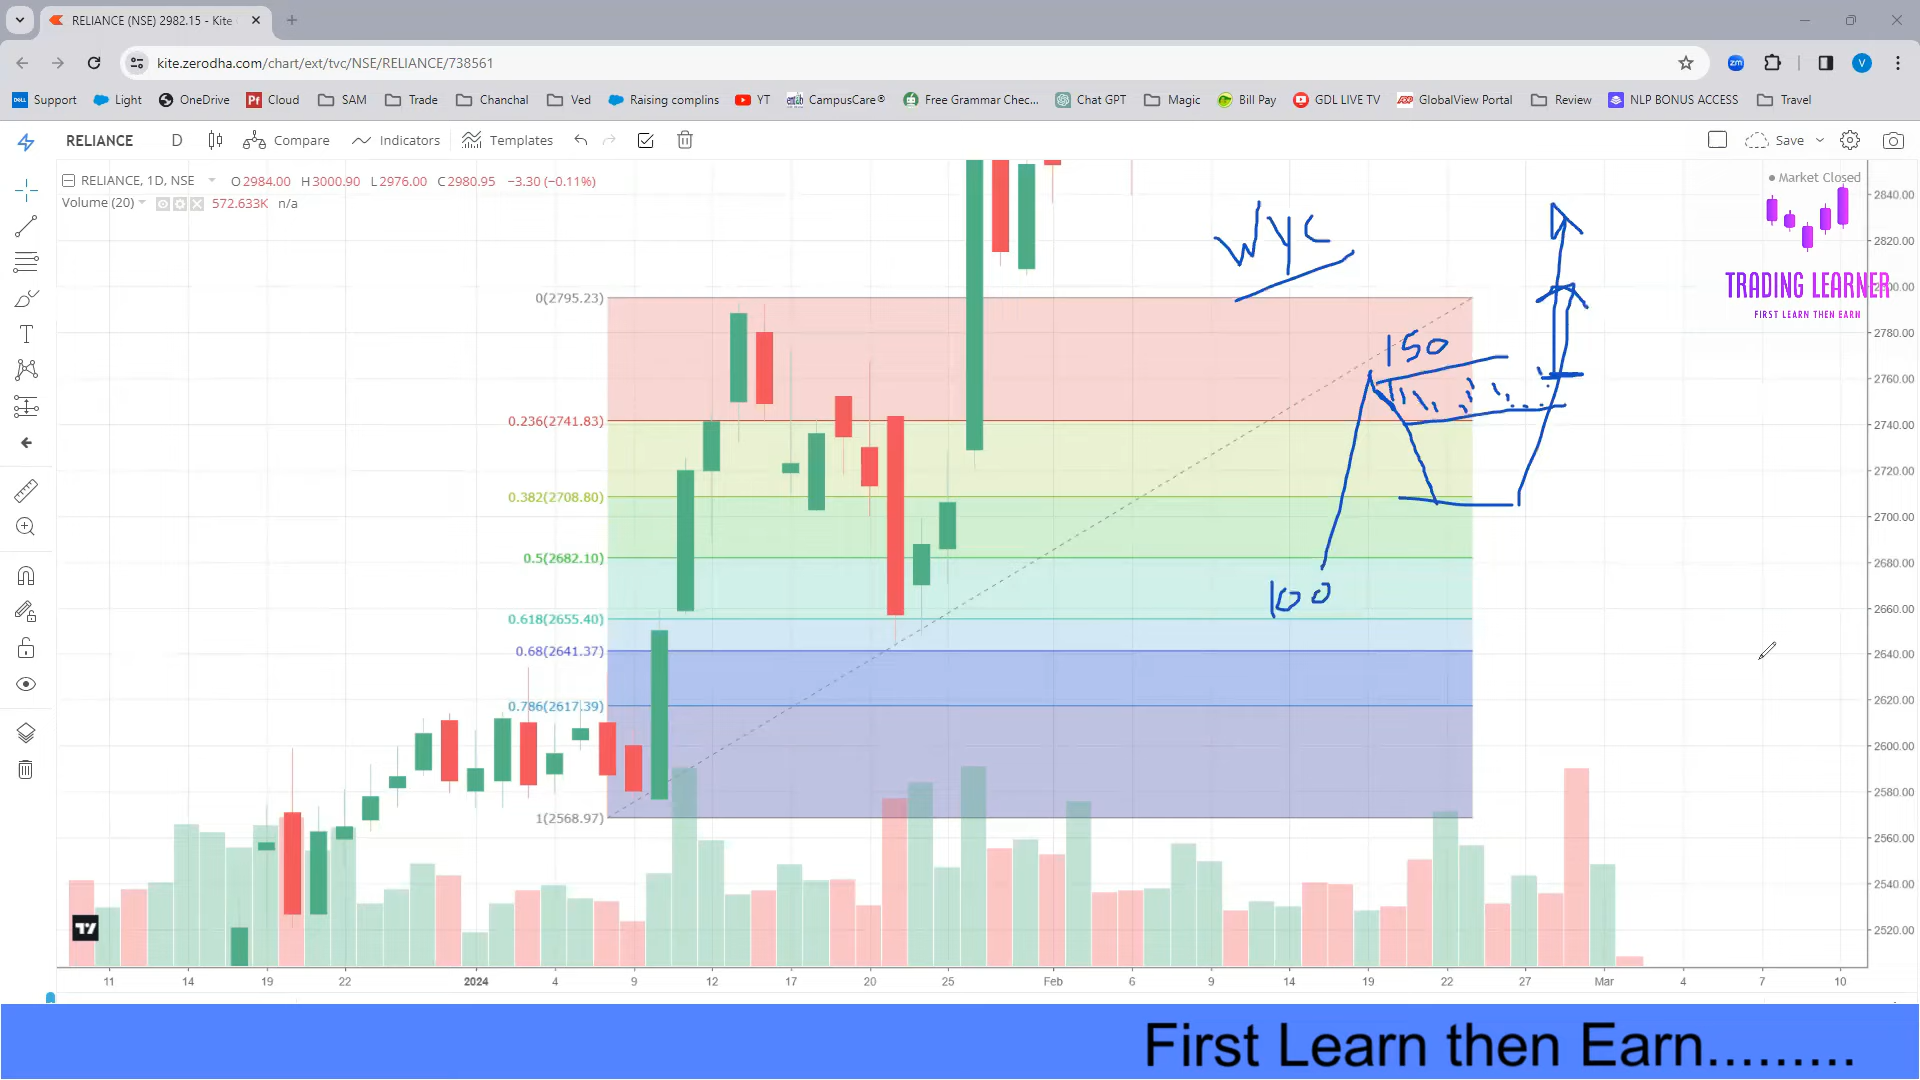 RELIANCE (NSE) 2982.15 - Kite
kite.zerodha.com/chart/ext/tvc/NSE/RELIANCE/738561
zm
V
DELL Support Light OneDrive Pf Cloud SAM Trade Chanchal Ved Raising complins YT CampusCare® Free Grammar Chec... Chat GPT Magic Bill Pay GDL LIVE TV GlobalView Portal Review NLP BONUS ACCESS Travel
RELIANCE D Compare Indicators Templates Save
RELIANCE, 1D, NSE O2984.00 H3000.90 L2976.00 C2980.95 −3.30 (−0.11%)
Market Closed
Volume (20) 572.633K n/a
WYC
TRADING LEARNER
FIRST LEARN THEN EARN
150
100
0(2795.23)
0.236(2741.83)
0.382(2708.80)
0.5(2682.10)
0.618(2655.40)
0.68(2641.37)
0.786(2617.39)
1(2568.97)
2840.00
2820.00
2780.00
2760.00
2740.00
2720.00
2700.00
2680.00
2660.00
2640.00
2620.00
2600.00
2580.00
2560.00
2540.00
2520.00
11 14 19 22 2024 4 9 12 17 20 25 Feb 6 9 14 19 22 27 Mar 4 7 10
First Learn then Earn.........